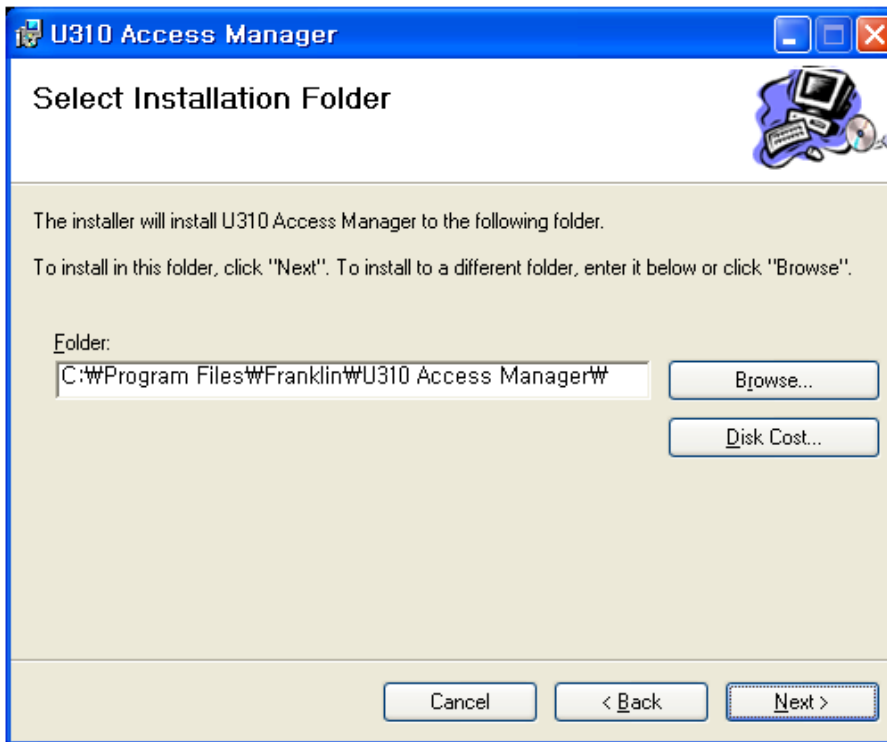 U310 Access Manager
Select Installation Folder
The installer will install U310 Access Manager to the following folder.
To install in this folder, click "Next". To install to a different folder, enter it below or click "Browse".
Folder:
C:₩Program Files₩Franklin₩U310 Access Manager₩
Browse...
Disk Cost...
Cancel
< Back
Next >